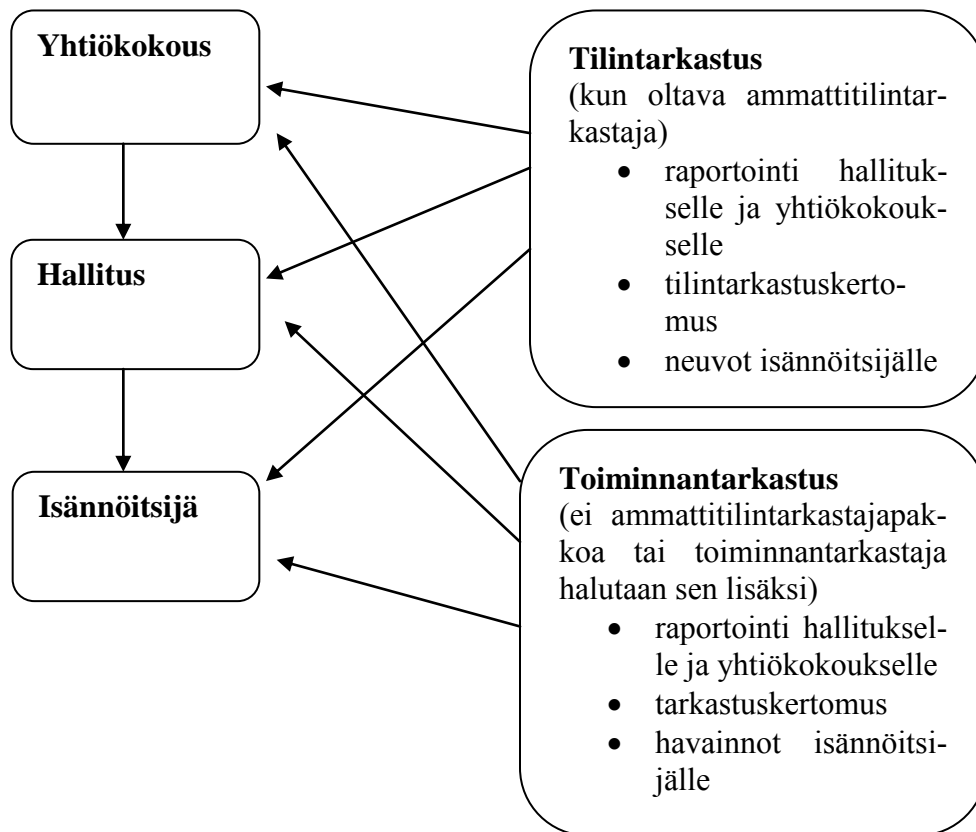 Yhtiökokous
Hallitus
Isännöitsijä
Tilintarkastus
(kun oltava ammattitilintar-
kastaja)
• raportointi hallituk-
selle ja yhtiökokouk-
selle
• tilintarkastuskerto-
mus
• neuvot isännöitsijälle
Toiminnantarkastus
(ei ammattitilintarkastajapak-
koa tai toiminnantarkastaja
halutaan sen lisäksi)
• raportointi hallituksel-
le ja yhtiökokoukselle
• tarkastuskertomus
• havainnot isännöitsi-
jälle